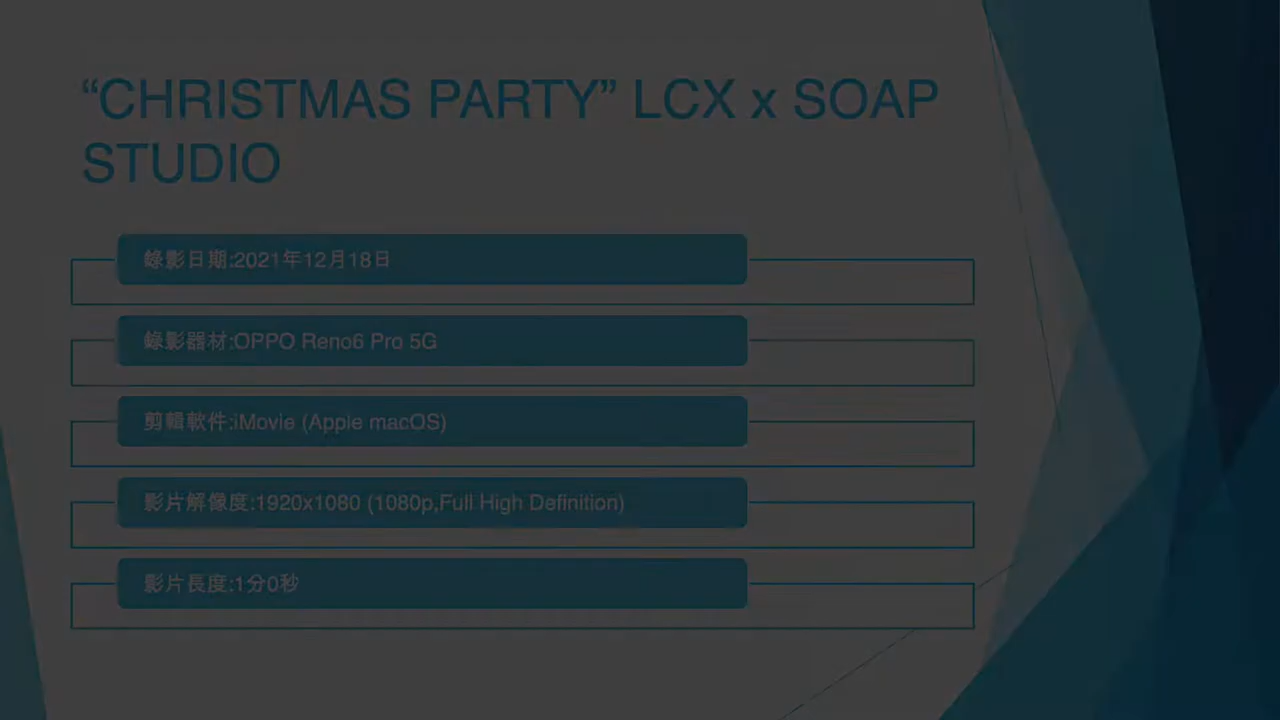 “CHRISTMAS PARTY” LCX x SOAP
STUDIO
錄影日期:2021年12月18日
錄影器材:OPPO Reno6 Pro 5G
剪輯軟件:iMovie (Apple macOS)
影片解像度:1920x1080 (1080p,Full High Definition)
影片長度:1分0秒